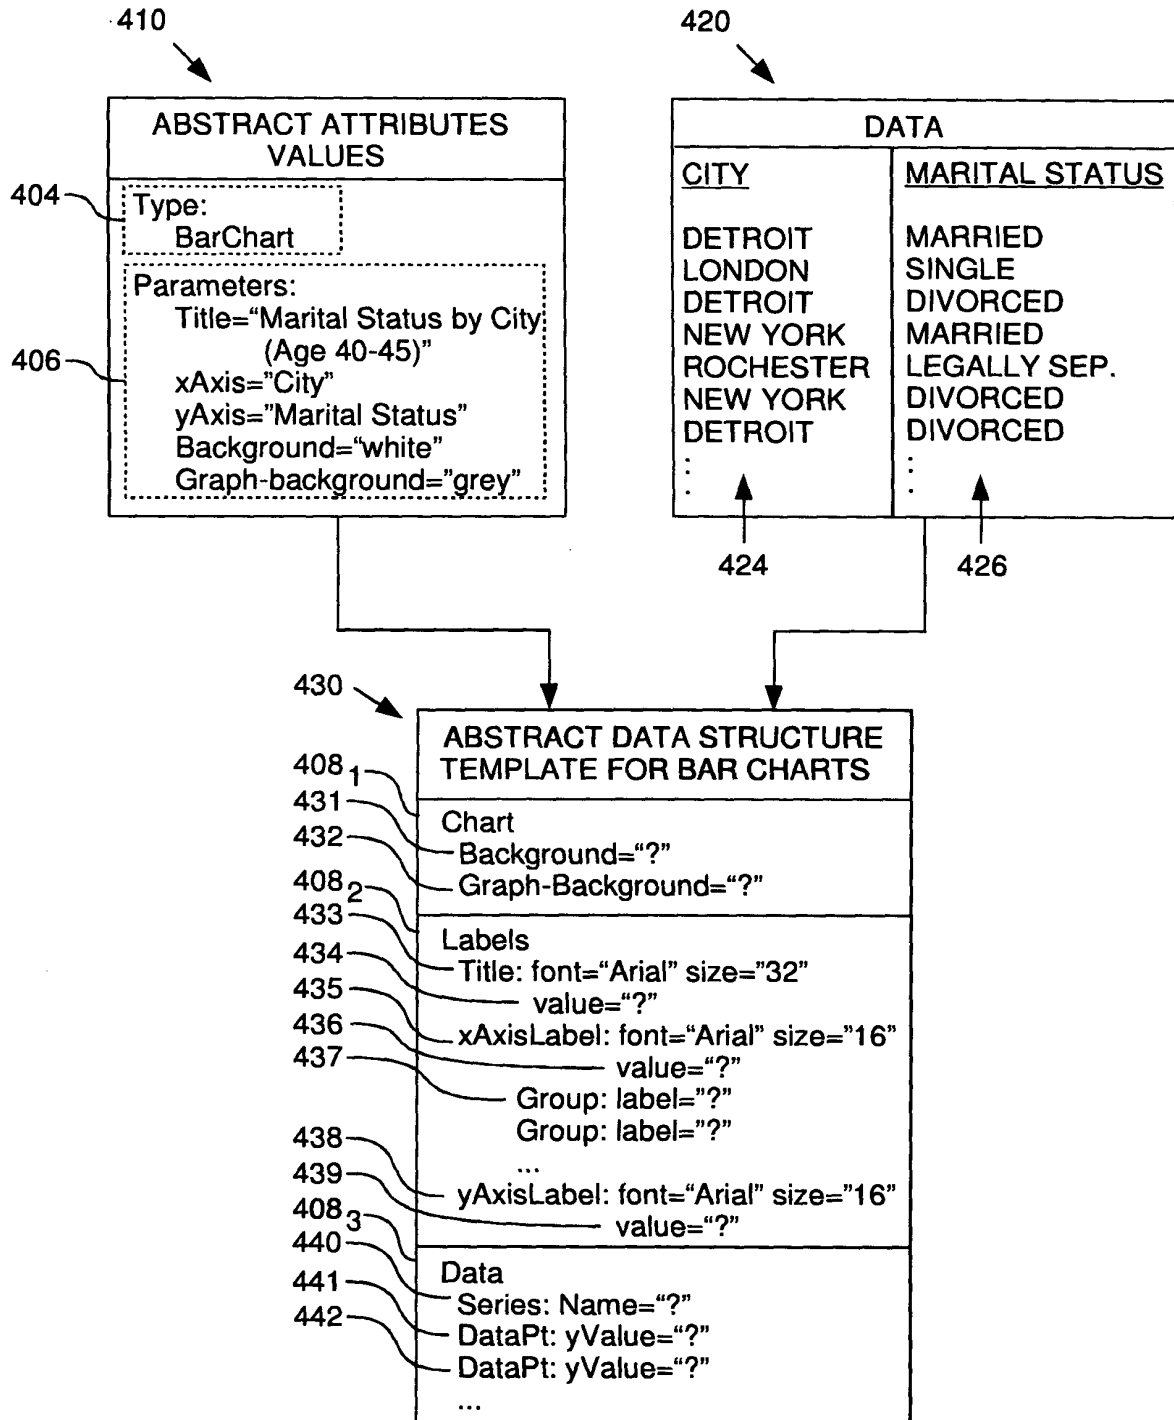 410
420
ABSTRACT ATTRIBUTES
VALUES
404
Type:
BarChart
406
Parameters:
Title=“Marital Status by City
(Age 40-45)”
xAxis=”City”
yAxis=”Marital Status”
Background=“white”
Graph-background=”grey”
DATA
CITY MARITAL STATUS
DETROIT MARRIED
LONDON SINGLE
DETROIT DIVORCED
NEW YORK MARRIED
ROCHESTER LEGALLY SEP.
NEW YORK DIVORCED
DETROIT DIVORCED
424
426
430
ABSTRACT DATA STRUCTURE
TEMPLATE FOR BAR CHARTS
408₁
Chart
431
Background=“?”
432
Graph-Background=“?”
408₂
Labels
433
Title: font=“Arial” size=”32”
434
value=“?”
435
xAxisLabel: font=“Arial” size=”16”
436
value=”?”
437
Group: label=”?”
Group: label=”?”
...
438
yAxisLabel: font=“Arial” size=”16”
439
value=“?”
408₃
Data
440
Series: Name=“?”
441
DataPt: yValue=“?”
442
DataPt: yValue=“?”
...